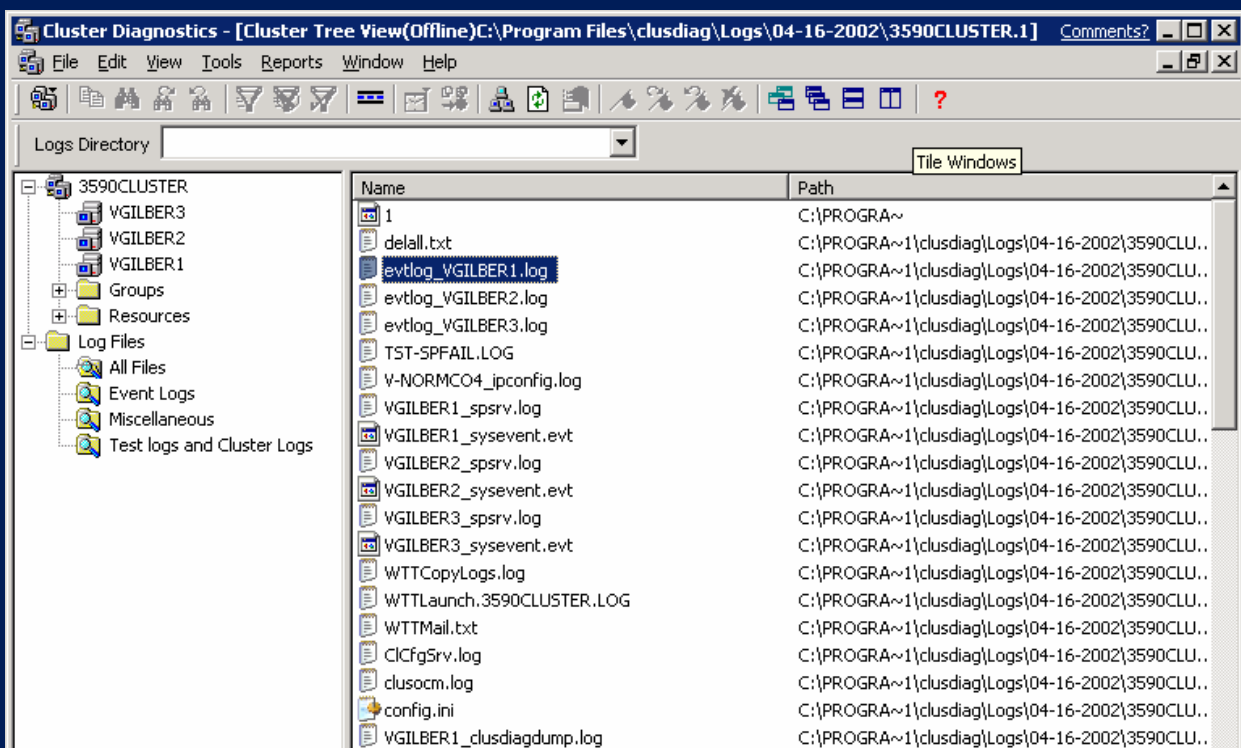 Cluster Diagnostics - [Cluster Tree View(Offline)C:\Program Files\clusdiag\Logs\04-16-2002\3590CLUSTER.1] Comments?
File Edit View Tools Reports Window Help
Logs Directory
Tile Windows
3590CLUSTER
VGILBER3
VGILBER2
VGILBER1
Groups
Resources
Log Files
All Files
Event Logs
Miscellaneous
Test logs and Cluster Logs
Name Path
1 C:\PROGRA~
delall.txt C:\PROGRA~1\clusdiag\Logs\04-16-2002\3590CLU..
evtlog_VGILBER1.log C:\PROGRA~1\clusdiag\Logs\04-16-2002\3590CLU..
evtlog_VGILBER2.log C:\PROGRA~1\clusdiag\Logs\04-16-2002\3590CLU..
evtlog_VGILBER3.log C:\PROGRA~1\clusdiag\Logs\04-16-2002\3590CLU..
TST-SPFAIL.LOG C:\PROGRA~1\clusdiag\Logs\04-16-2002\3590CLU..
V-NORMCO4_ipconfig.log C:\PROGRA~1\clusdiag\Logs\04-16-2002\3590CLU..
VGILBER1_spsrv.log C:\PROGRA~1\clusdiag\Logs\04-16-2002\3590CLU..
VGILBER1_sysevent.evt C:\PROGRA~1\clusdiag\Logs\04-16-2002\3590CLU..
VGILBER2_spsrv.log C:\PROGRA~1\clusdiag\Logs\04-16-2002\3590CLU..
VGILBER2_sysevent.evt C:\PROGRA~1\clusdiag\Logs\04-16-2002\3590CLU..
VGILBER3_spsrv.log C:\PROGRA~1\clusdiag\Logs\04-16-2002\3590CLU..
VGILBER3_sysevent.evt C:\PROGRA~1\clusdiag\Logs\04-16-2002\3590CLU..
WTTCopyLogs.log C:\PROGRA~1\clusdiag\Logs\04-16-2002\3590CLU..
WTTLaunch.3590CLUSTER.LOG C:\PROGRA~1\clusdiag\Logs\04-16-2002\3590CLU..
WTTMail.txt C:\PROGRA~1\clusdiag\Logs\04-16-2002\3590CLU..
ClCfgSrv.log C:\PROGRA~1\clusdiag\Logs\04-16-2002\3590CLU..
clusocm.log C:\PROGRA~1\clusdiag\Logs\04-16-2002\3590CLU..
config.ini C:\PROGRA~1\clusdiag\Logs\04-16-2002\3590CLU..
VGILBER1_clusdiagdump.log C:\PROGRA~1\clusdiag\Logs\04-16-2002\3590CLU..